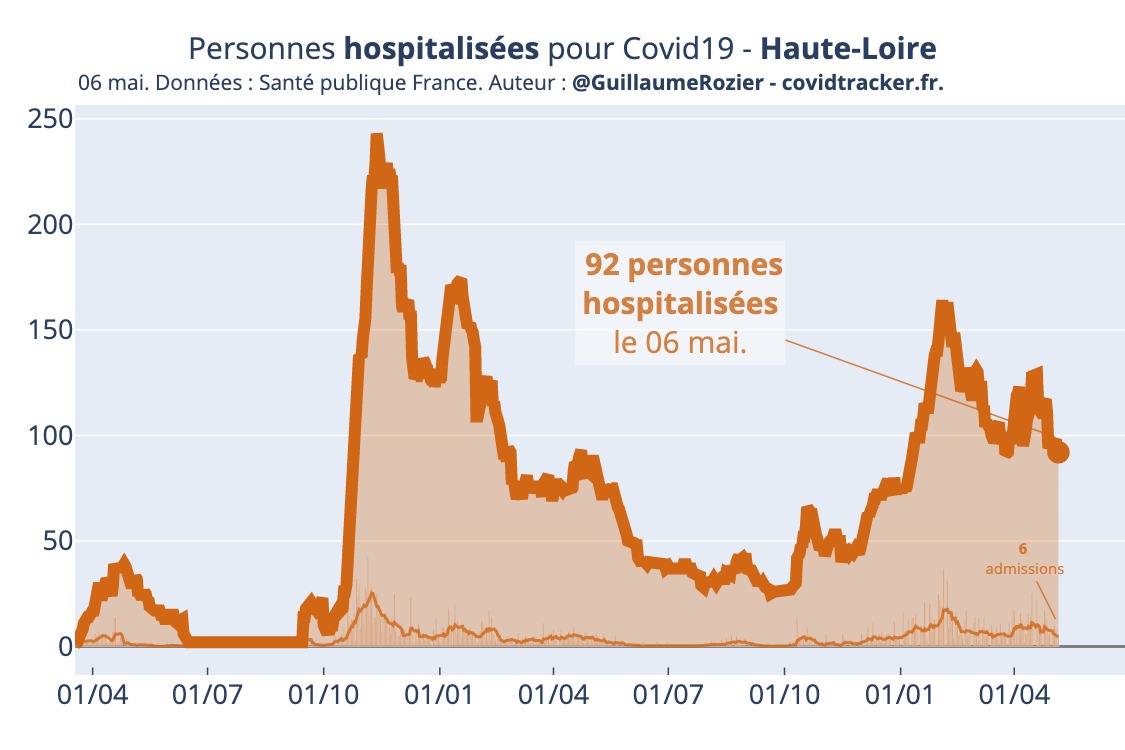 Personnes hospitalisées pour Covid19 - Haute-Loire
06 mai. Données : Santé publique France. Auteur : @GuillaumeRozier - covidtracker.fr.
250
200
150
100
50
0
92 personnes
hospitalisées
le 06 mai.
6
admissions
01/04 01/07 01/10 01/01 01/04 01/07 01/10 01/01 01/04